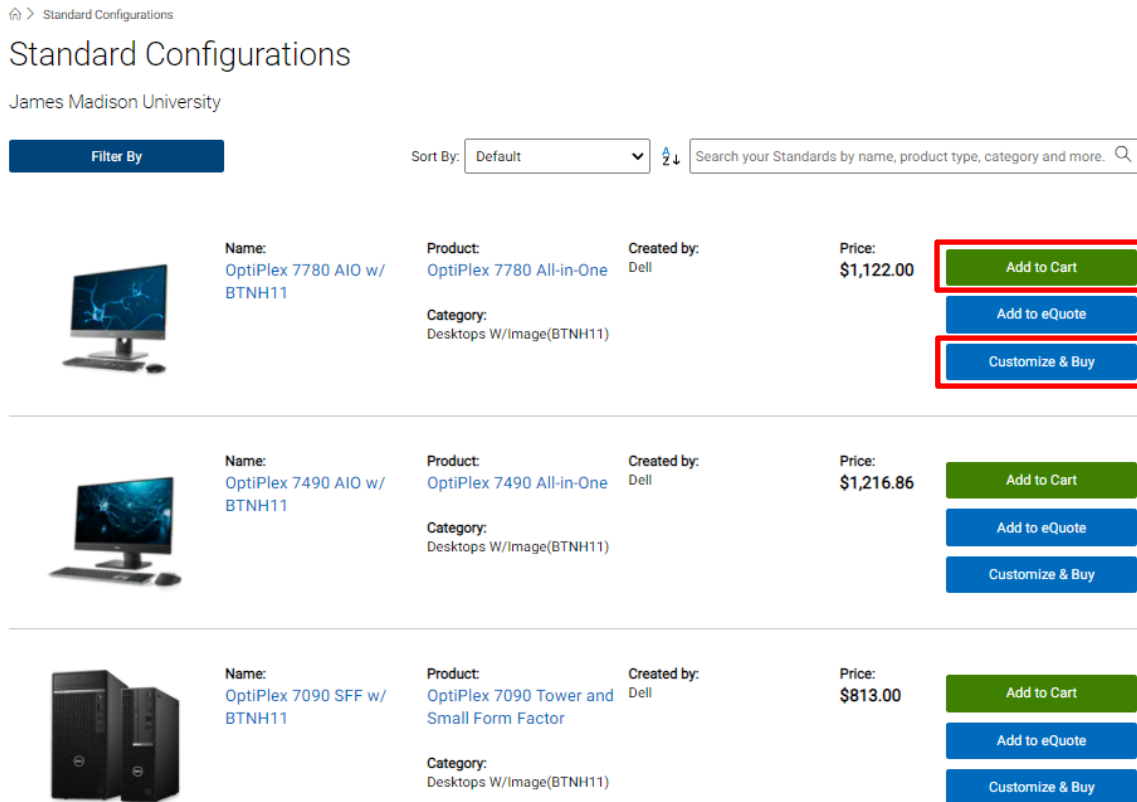 Standard Configurations
Standard Configurations
James Madison University
Filter By
Sort By: Default
Search your Standards by name, product type, category and more.
Name:
OptiPlex 7780 AIO w/
BTNH11
Product:
OptiPlex 7780 All-in-One
Category:
Desktops W/Image(BTNH11)
Created by:
Dell
Price:
$1,122.00
Add to Cart
Add to eQuote
Customize & Buy
Name:
OptiPlex 7490 AIO w/
BTNH11
Product:
OptiPlex 7490 All-in-One
Category:
Desktops W/Image(BTNH11)
Created by:
Dell
Price:
$1,216.86
Add to Cart
Add to eQuote
Customize & Buy
Name:
OptiPlex 7090 SFF w/
BTNH11
Product:
OptiPlex 7090 Tower and
Small Form Factor
Category:
Desktops W/Image(BTNH11)
Created by:
Dell
Price:
$813.00
Add to Cart
Add to eQuote
Customize & Buy